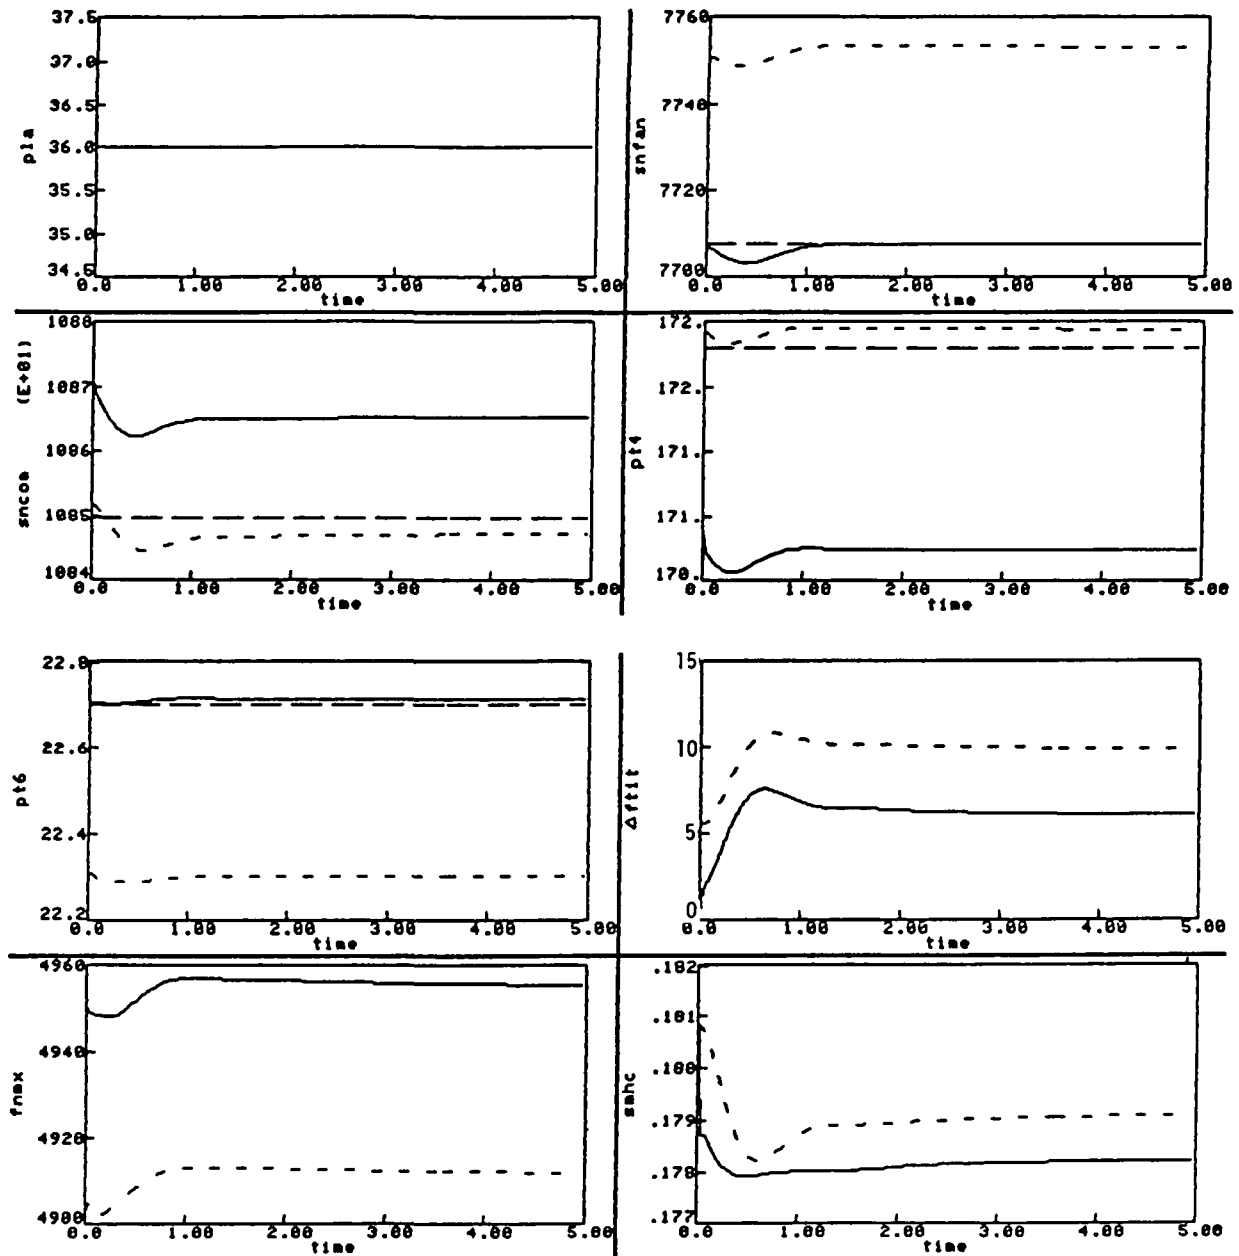 37.5
37.0
36.5
36.0
35.5
35.0
34.5
pla
0.0 1.00 2.00 3.00 4.00 5.00
time
7760
7740
7720
7700
snfan
0.0 1.00 2.00 3.00 4.00 5.00
time
1088
1087
1086
1085
1084
sncom (E+01)
0.0 1.00 2.00 3.00 4.00 5.00
time
172.
172.
171.
171.
170.
pt4
0.0 1.00 2.00 3.00 4.00 5.00
time
22.8
22.6
22.4
22.2
pt6
0.0 1.00 2.00 3.00 4.00 5.00
time
15
10
5
0
Δftit
0.0 1.00 2.00 3.00 4.00 5.00
time
4960
4940
4920
4900
fnmx
0.0 1.00 2.00 3.00 4.00 5.00
time
.182
.181
.180
.179
.178
.177
smhc
0.0 1.00 2.00 3.00 4.00 5.00
time